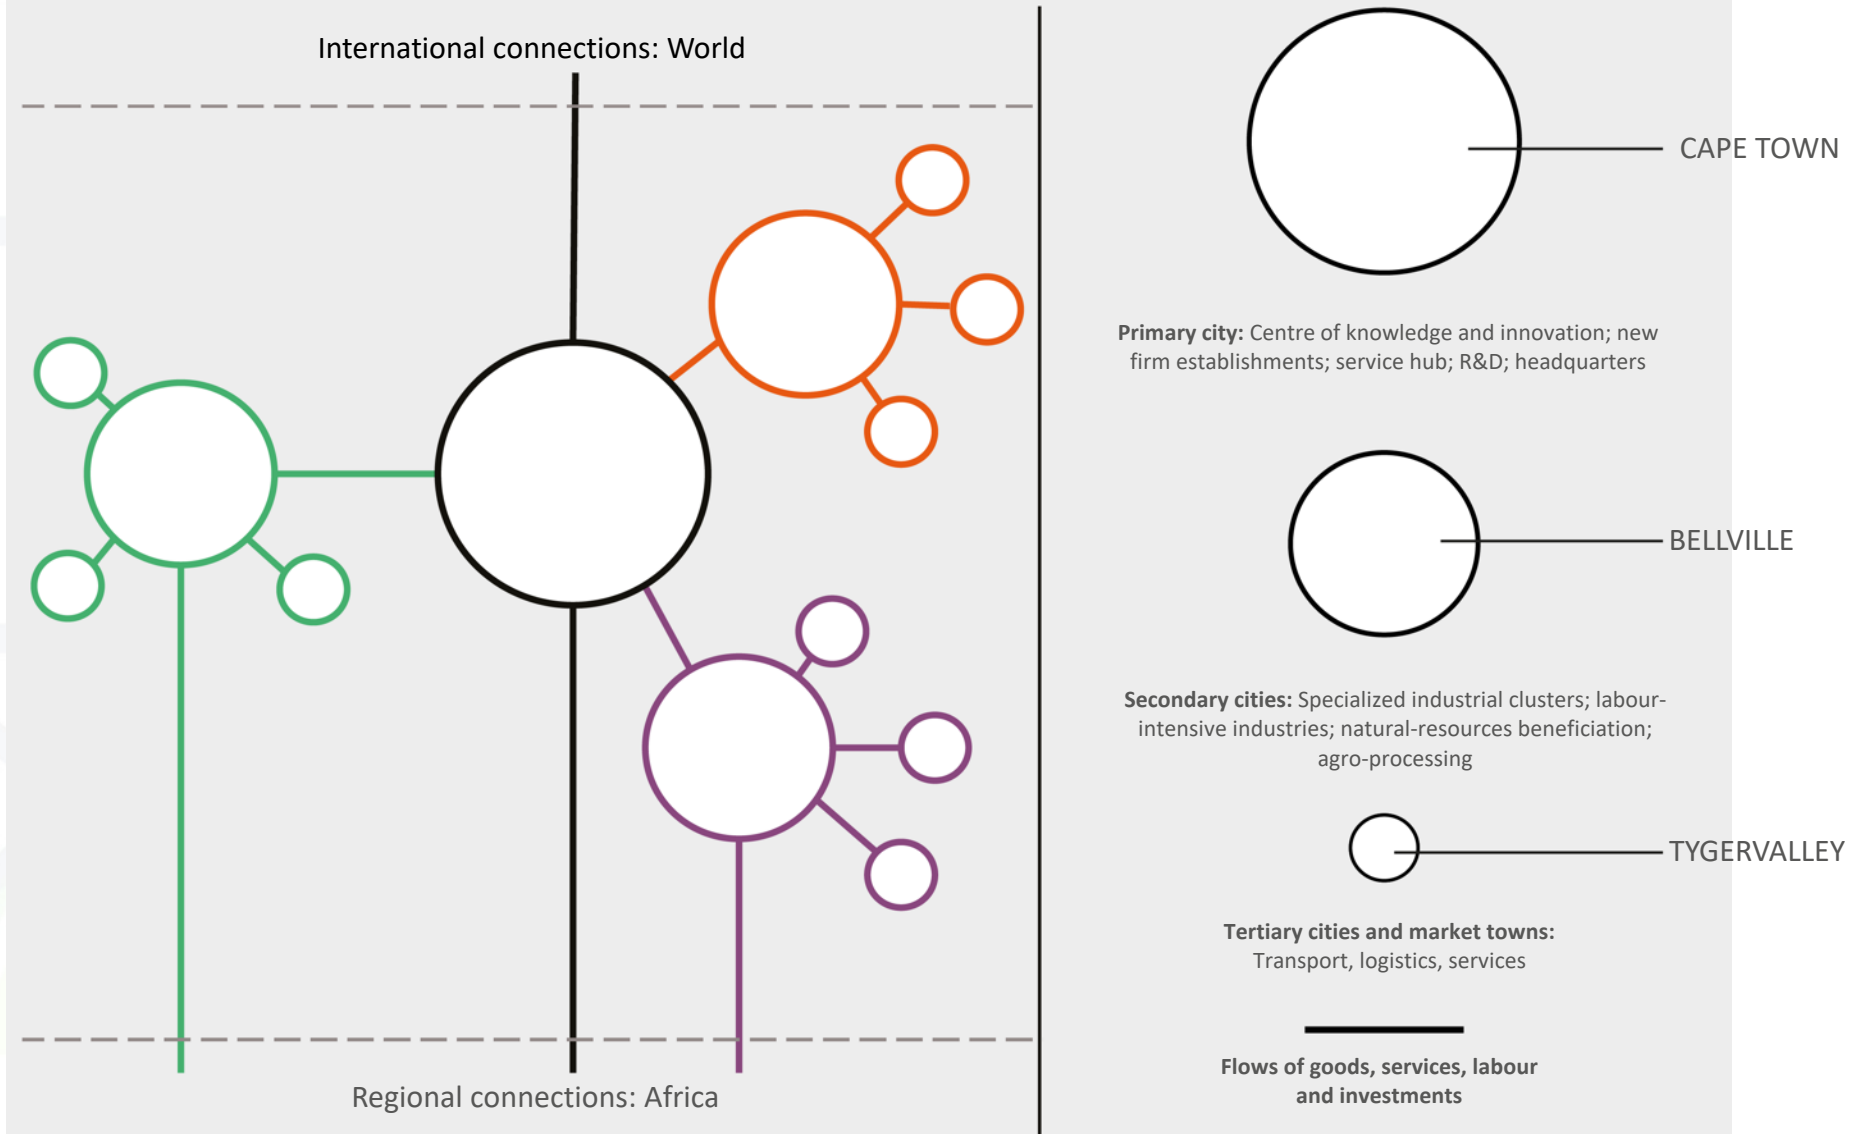 International connections: World
Regional connections: Africa
CAPE TOWN
Primary city: Centre of knowledge and innovation; new
firm establishments; service hub; R&D; headquarters
BELLVILLE
Secondary cities: Specialized industrial clusters; labour-
intensive industries; natural-resources beneficiation;
agro-processing
TYGERVALLEY
Tertiary cities and market towns:
Transport, logistics, services
Flows of goods, services, labour
and investments